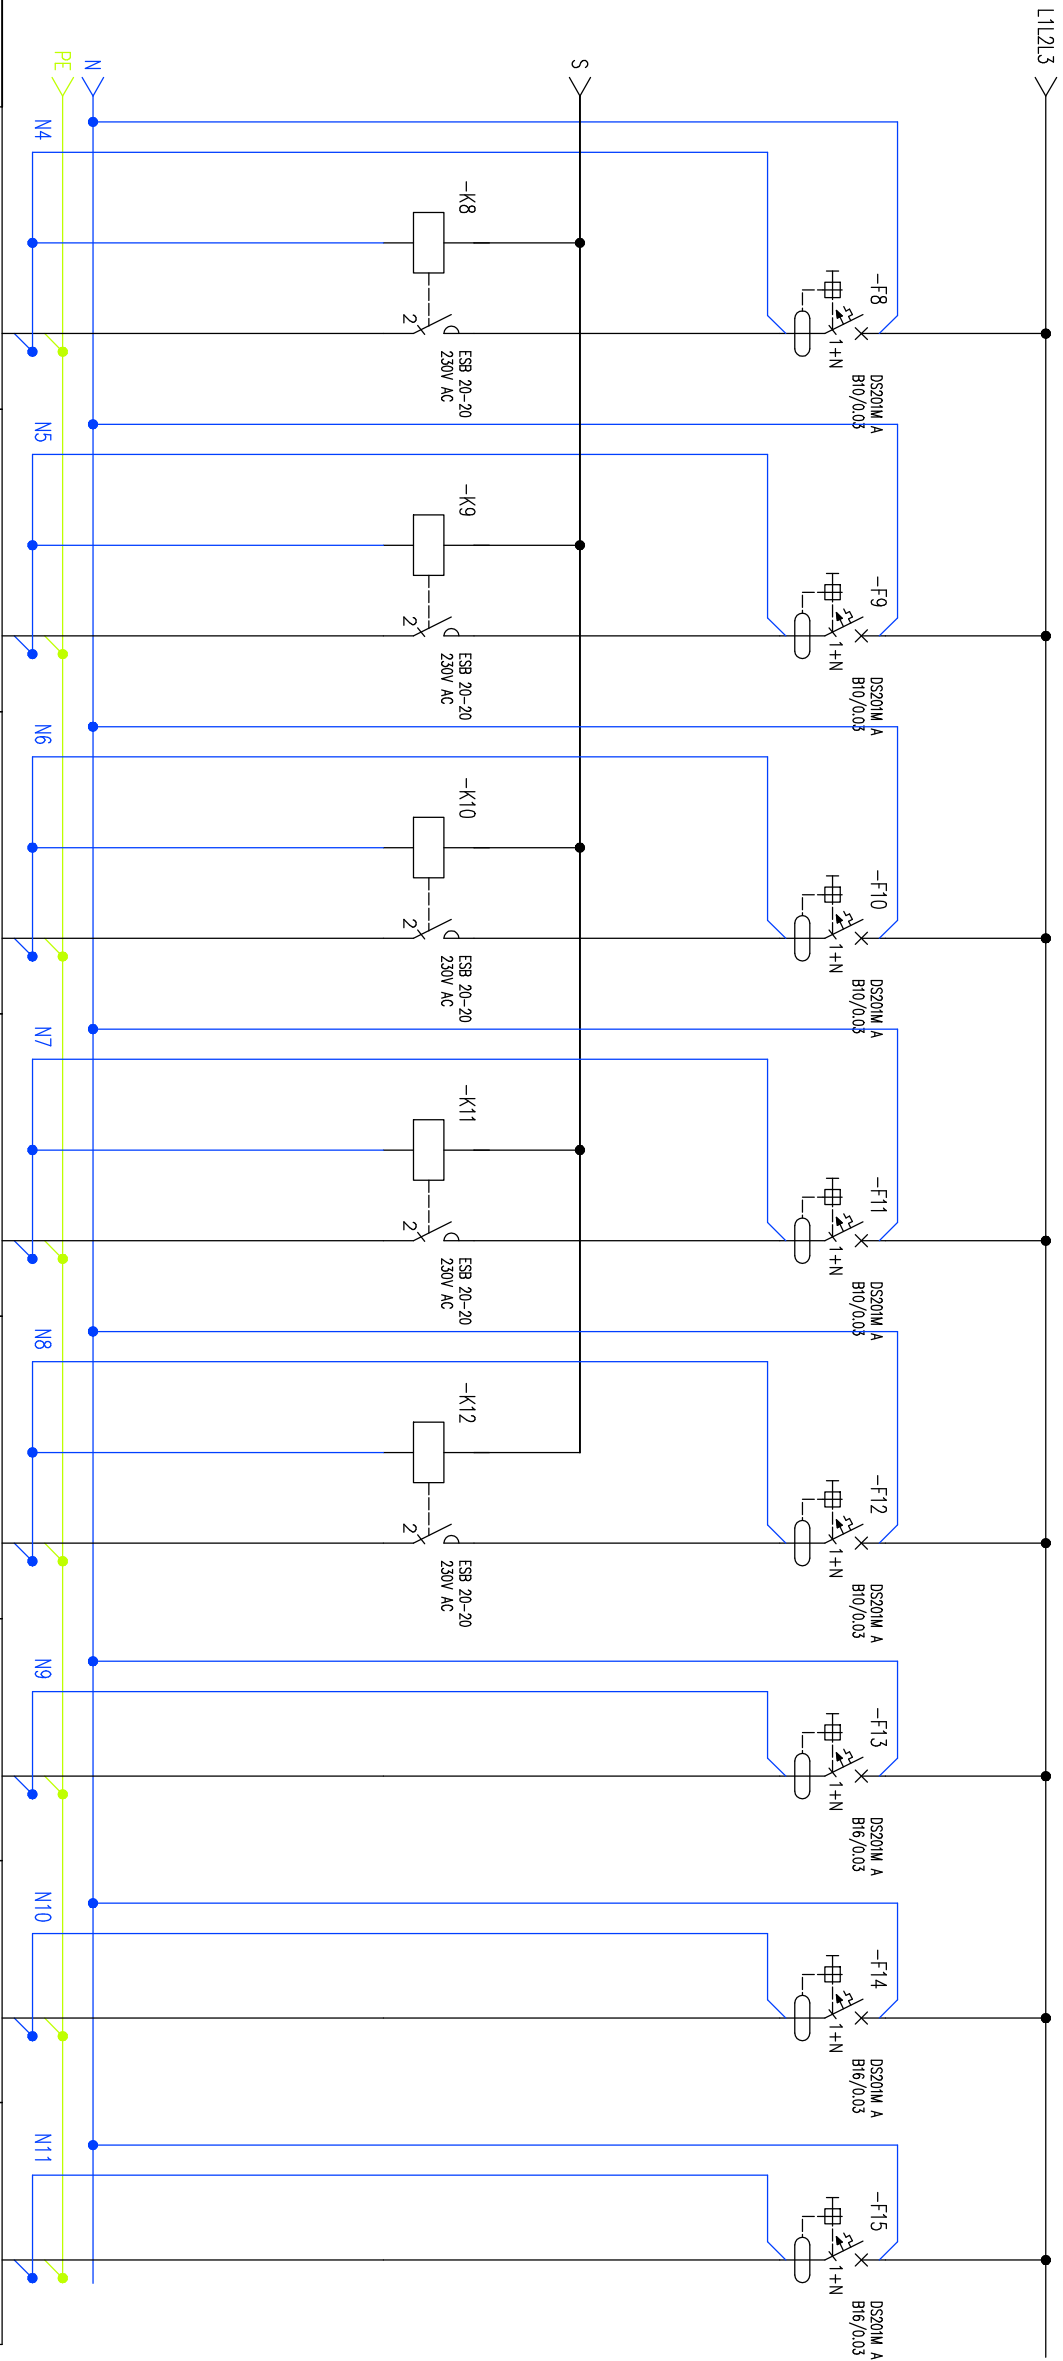 L1L2L3
S
N
PE
-F8
1+N
DS201M A
B10/0.03
-F9
1+N
DS201M A
B10/0.03
-F10
1+N
DS201M A
B10/0.03
-F11
1+N
DS201M A
B10/0.03
-F12
1+N
DS201M A
B10/0.03
-F13
1+N
DS201M A
B16/0.03
-F14
1+N
DS201M A
B16/0.03
-F15
1+N
DS201M A
B16/0.03
-K8
2
ESB 20-20
230V AC
-K9
2
ESB 20-20
230V AC
-K10
2
ESB 20-20
230V AC
-K11
2
ESB 20-20
230V AC
-K12
2
ESB 20-20
230V AC
N4
N5
N6
N7
N8
N9
N10
N11